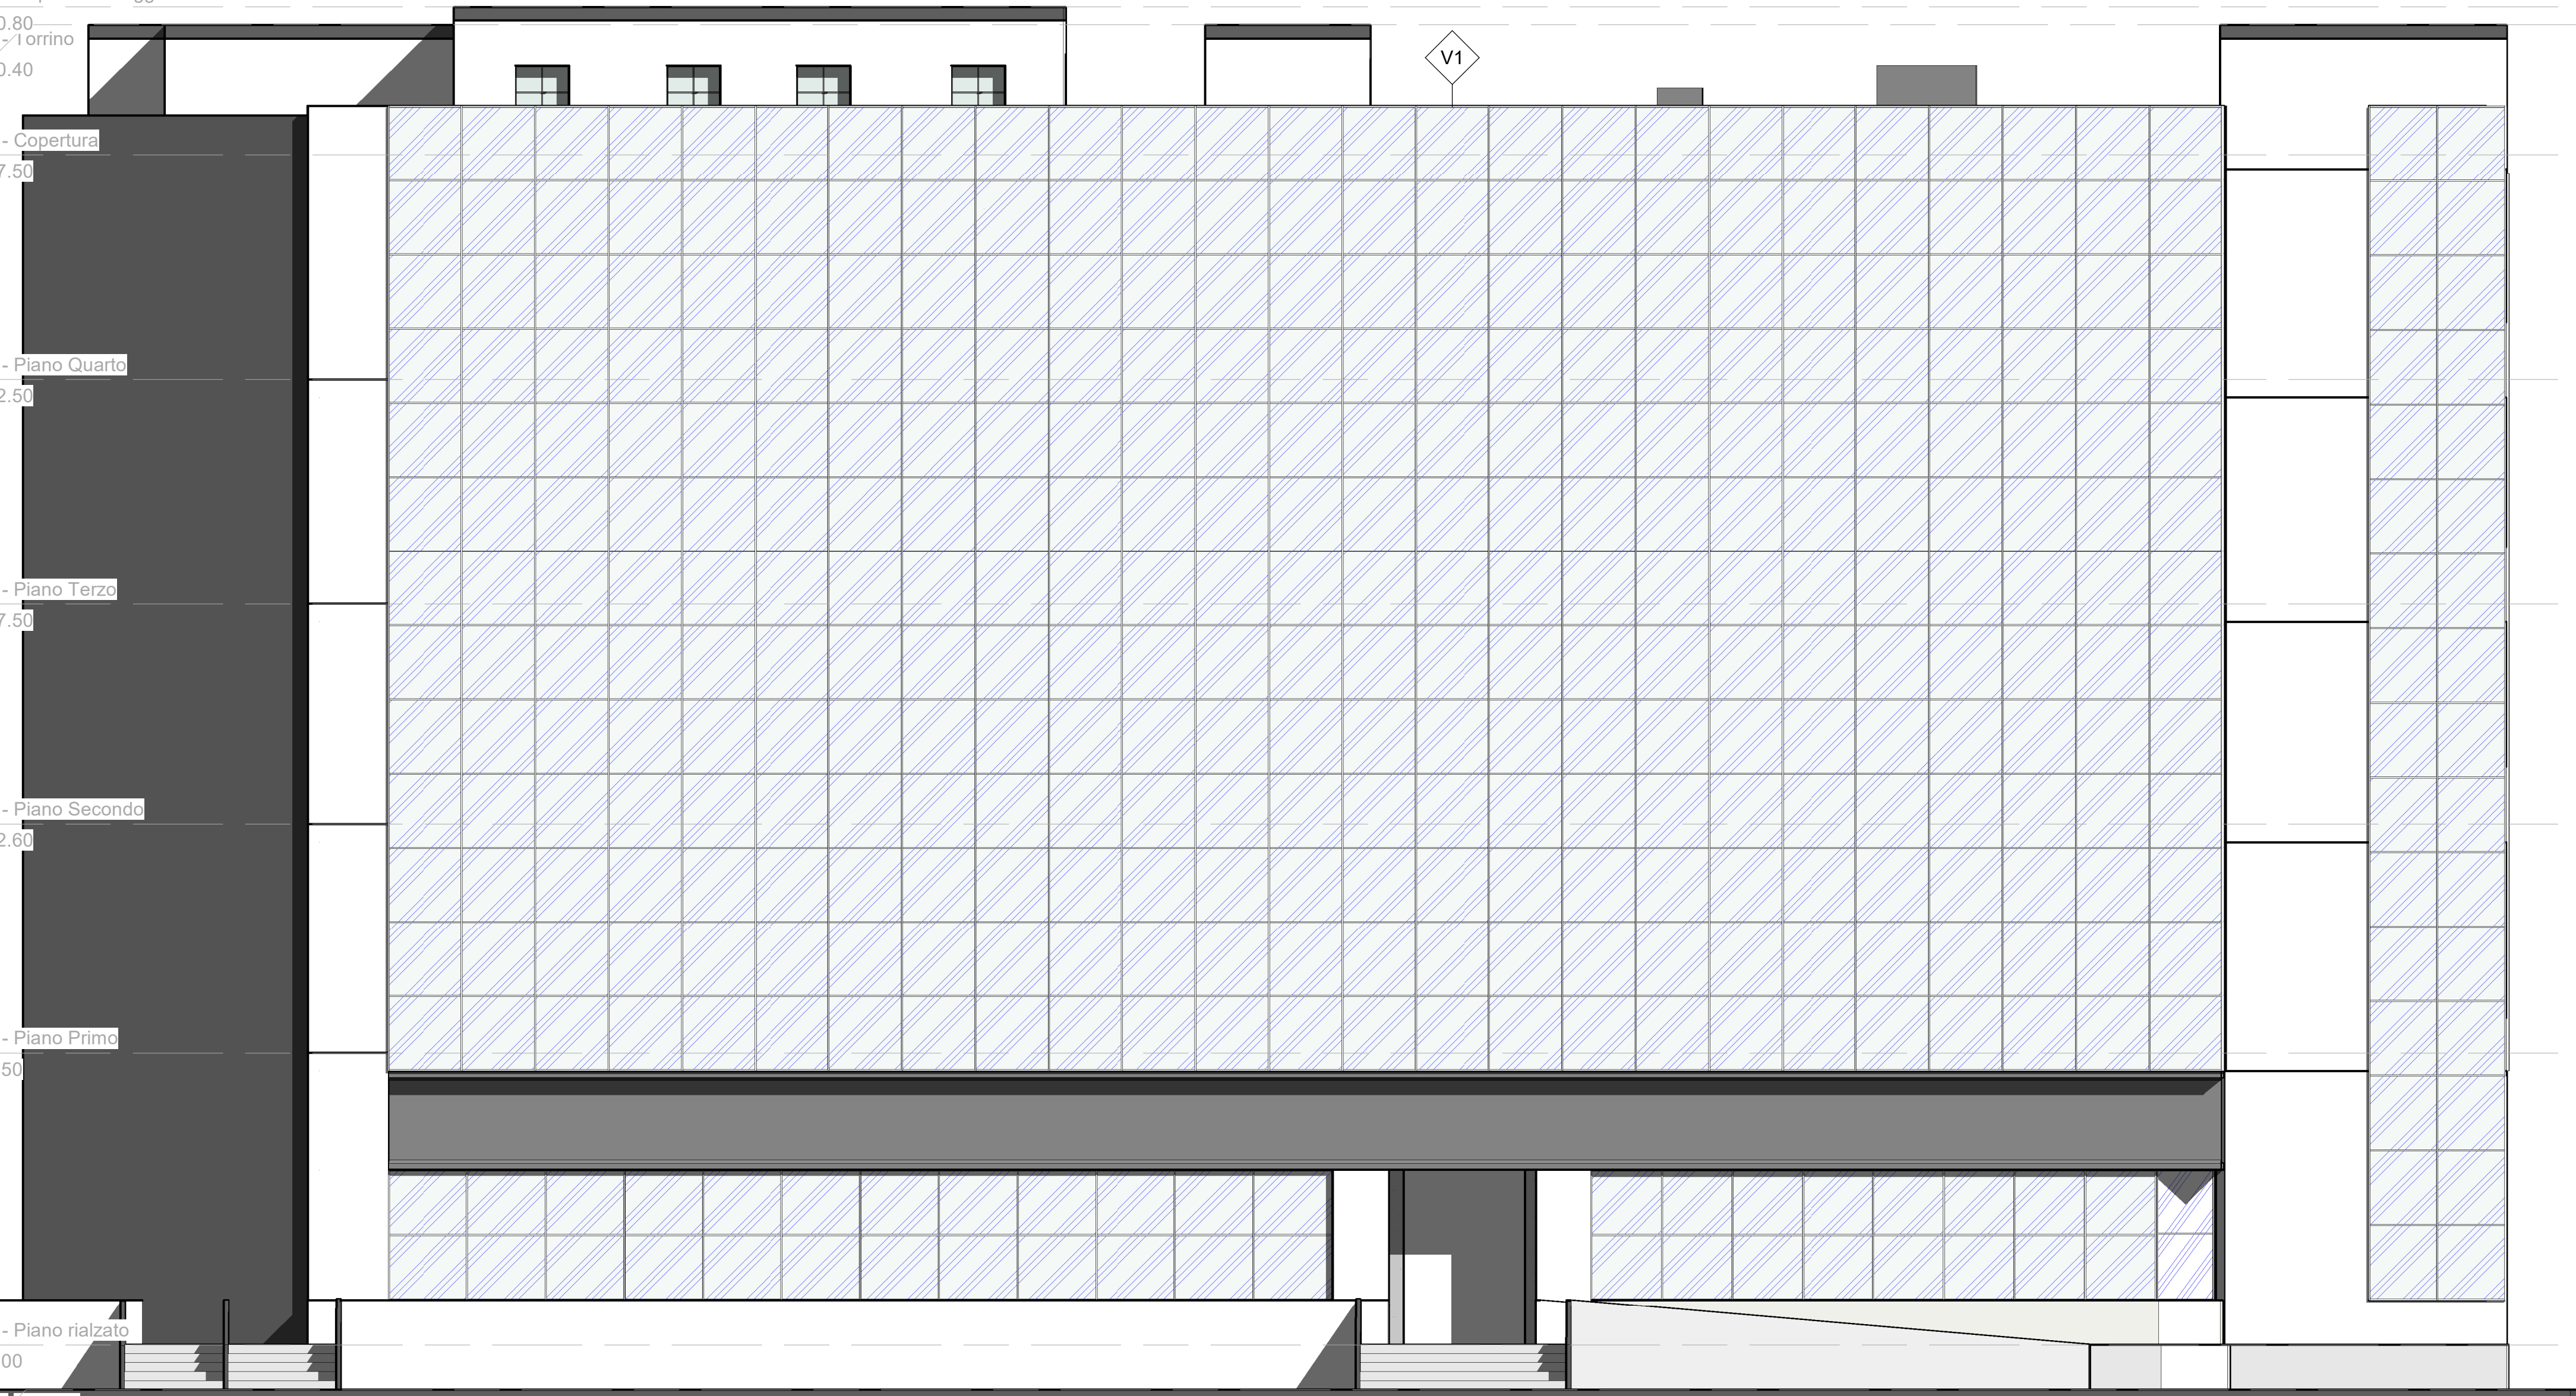 0.80
- Torrino
0.40
V1
- Copertura
7.50
- Piano Quarto
2.50
- Piano Terzo
7.50
- Piano Secondo
2.60
- Piano Primo
50
- Piano rialzato
00